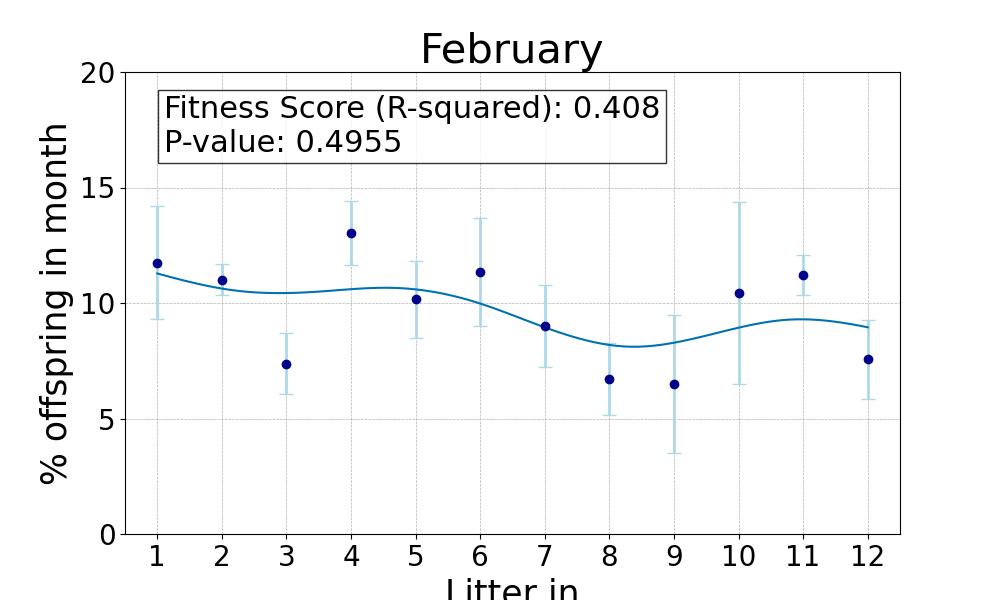 February
Fitness Score (R-squared): 0.408
P-value: 0.4955
% offspring in month
20
15
10
5
0
1 2 3 4 5 6 7 8 9 10 11 12
Litter in